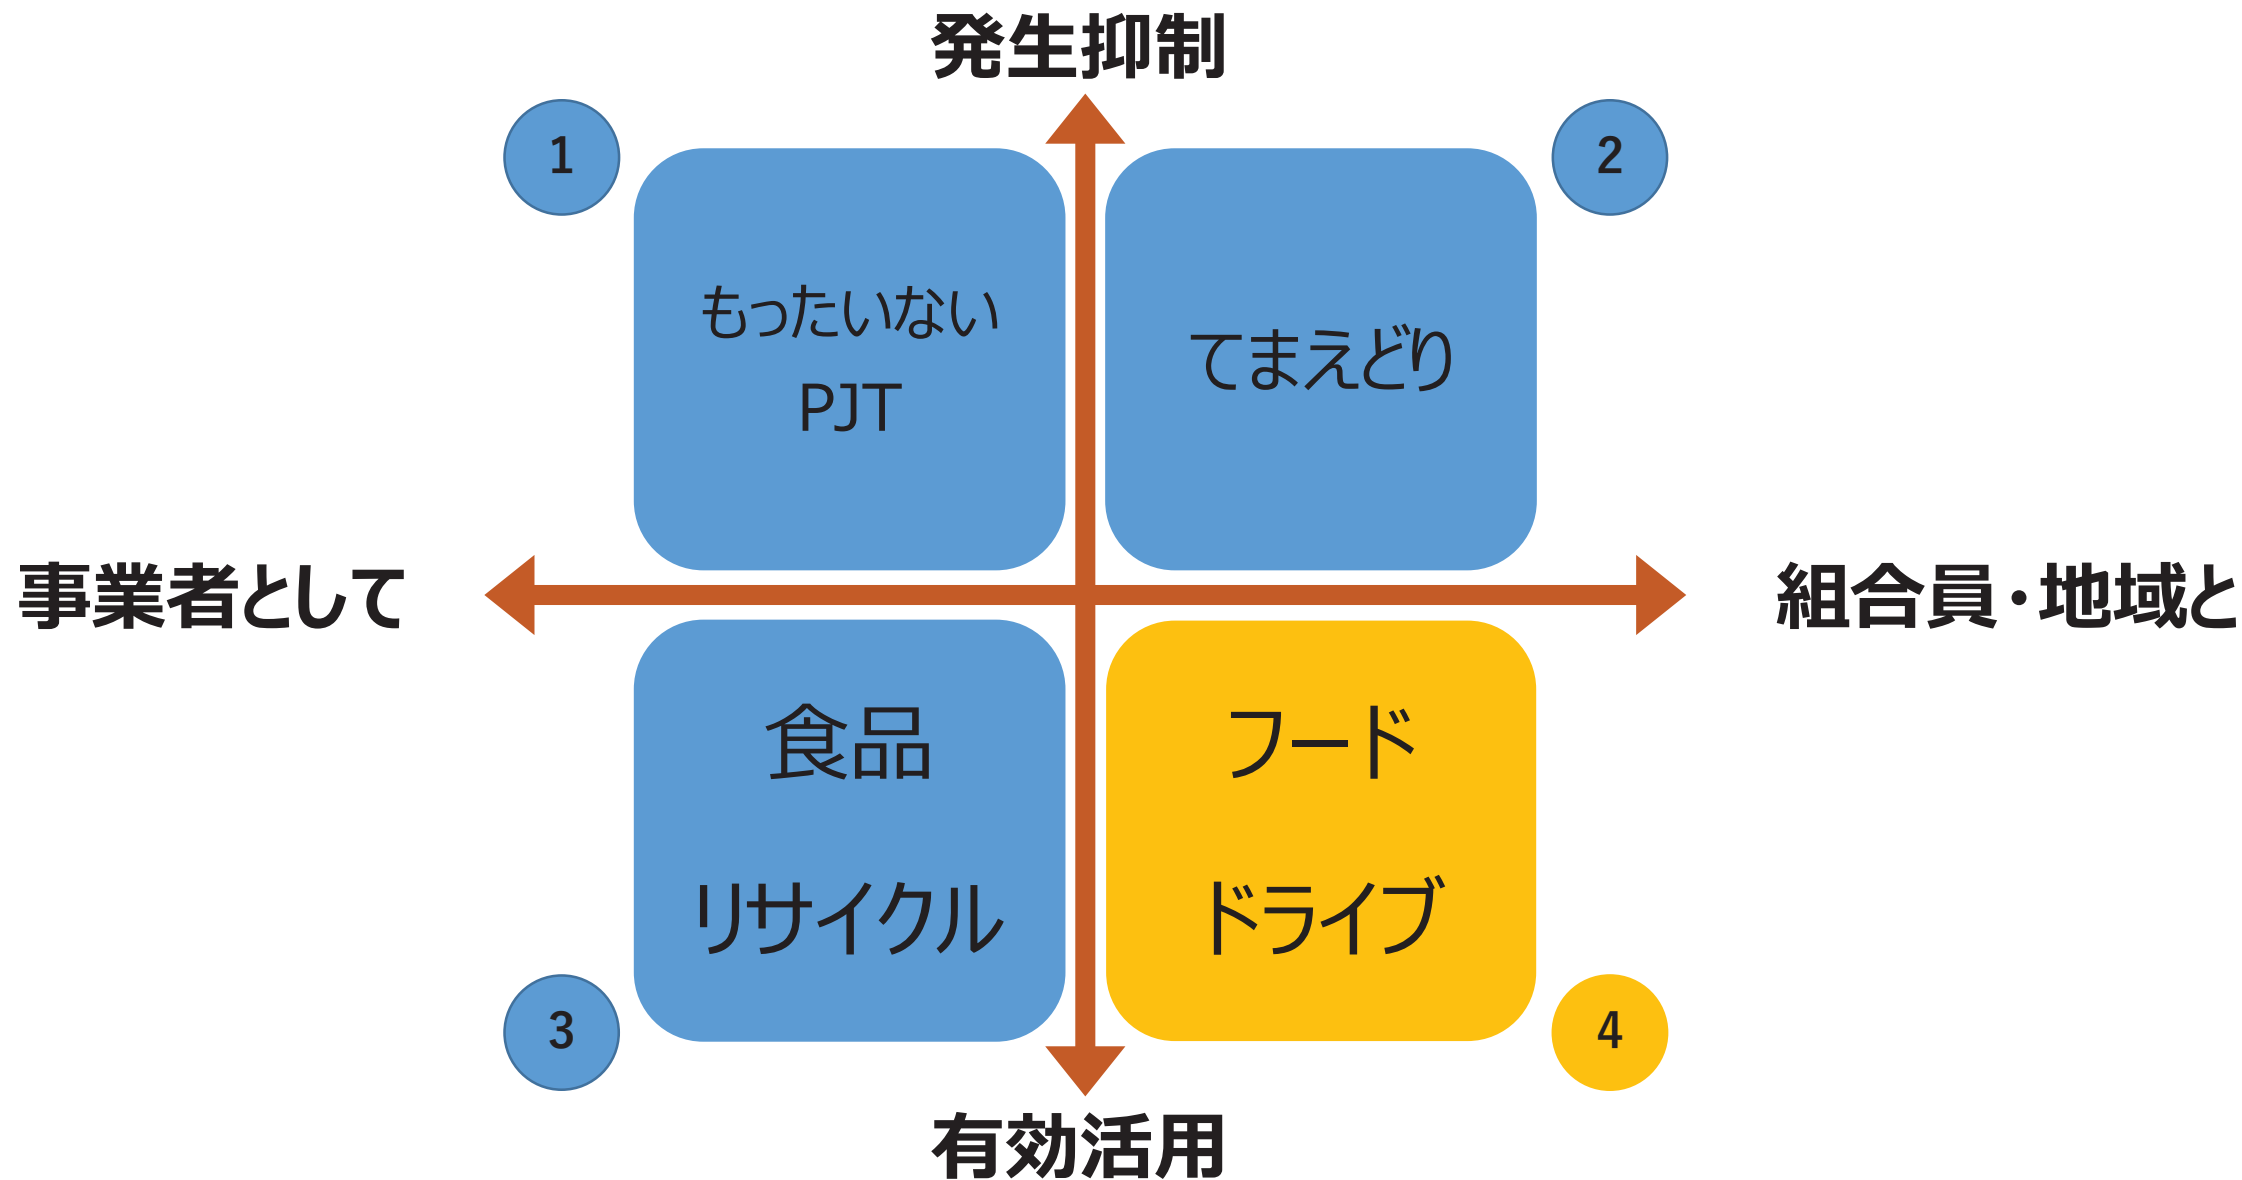 発生抑制
1
2
もったいない
PJT
てまえどり
事業者として
組合員・地域と
食品
リサイクル
フード
ドライブ
3
4
有効活用